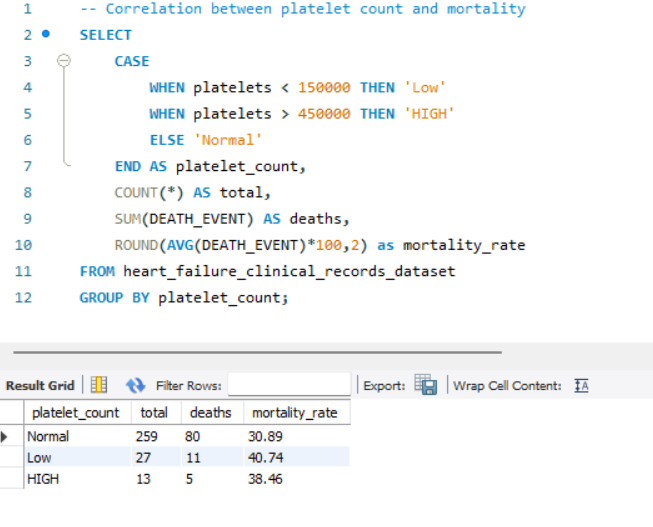 1 -- Correlation between platelet count and mortality
2 SELECT
3 CASE
4 WHEN platelets < 150000 THEN 'Low'
5 WHEN platelets > 450000 THEN 'HIGH'
6 ELSE 'Normal'
7 END AS platelet_count,
8 COUNT(*) AS total,
9 SUM(DEATH_EVENT) AS deaths,
10 ROUND(AVG(DEATH_EVENT)*100,2) as mortality_rate
11 FROM heart_failure_clinical_records_dataset
12 GROUP BY platelet_count;
Result Grid Filter Rows: Export: Wrap Cell Content: IA
platelet_count total deaths mortality_rate
Normal 259 80 30.89
Low 27 11 40.74
HIGH 13 5 38.46